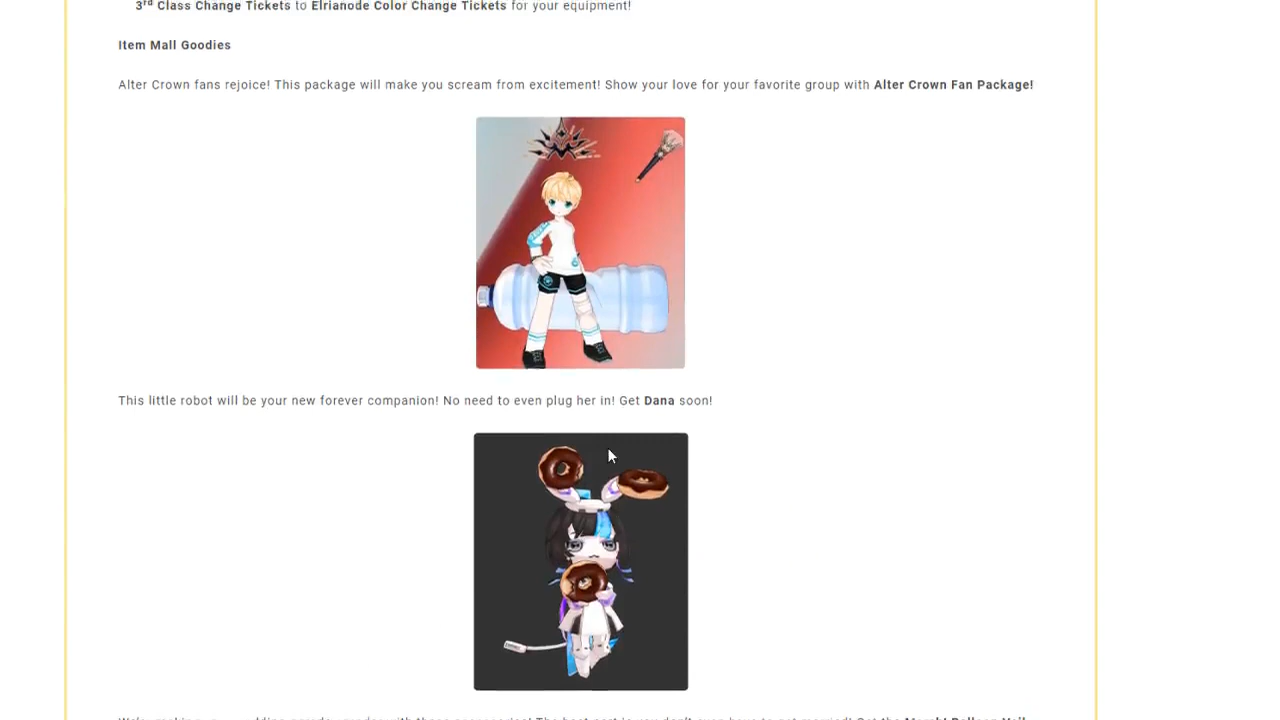 3rd Class Change Tickets to Elrianode Color Change Tickets for your equipment!
Item Mall Goodies
Alter Crown fans rejoice! This package will make you scream from excitement! Show your love for your favorite group with Alter Crown Fan Package!
This little robot will be your new forever companion! No need to even plug her in! Get Dana soon!